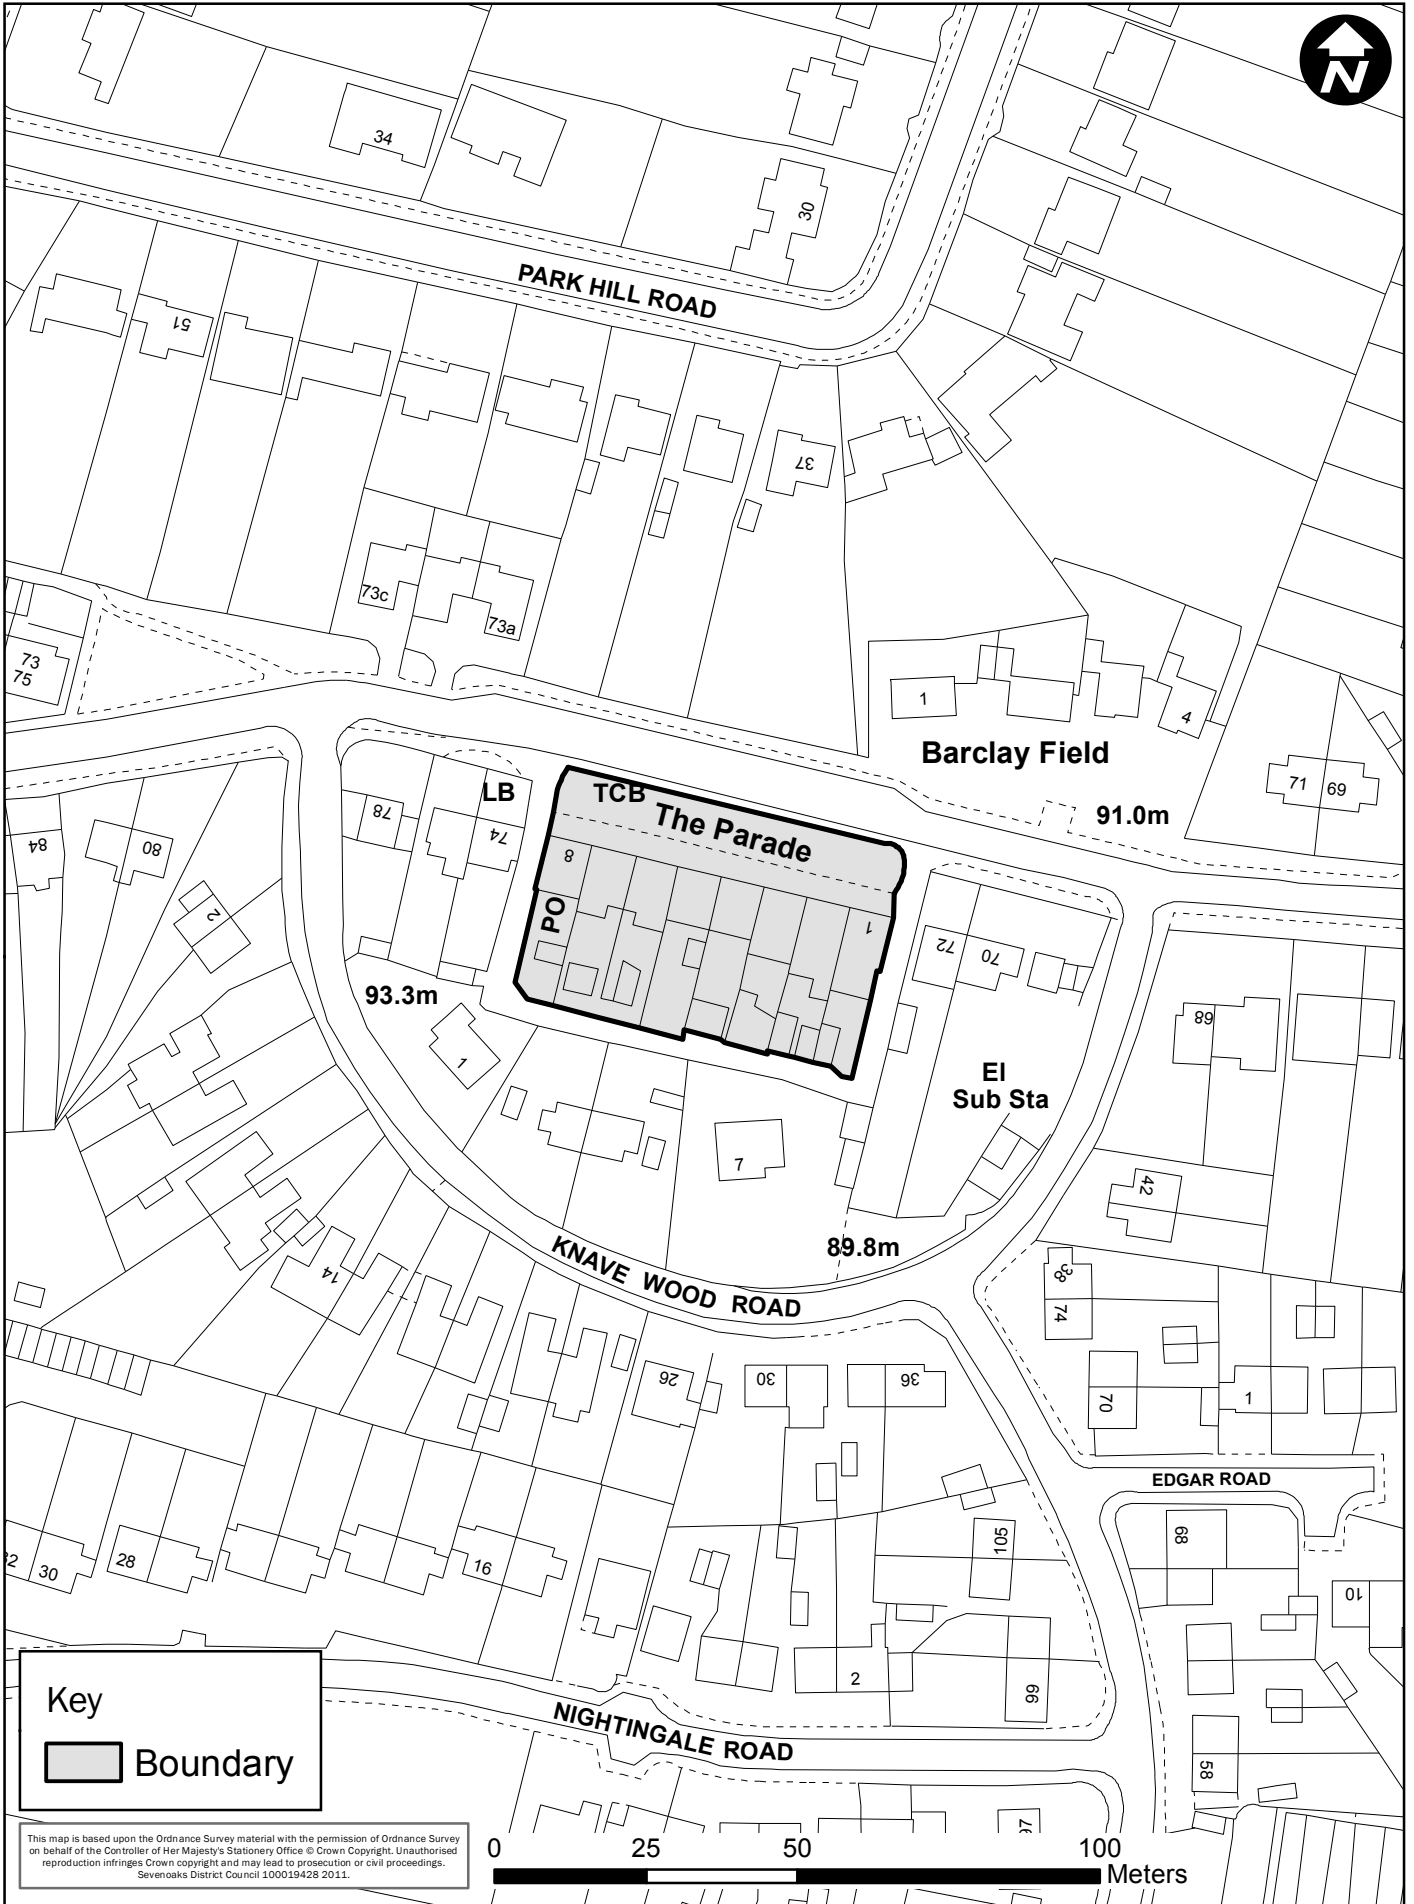 N
34
30
PARK HILL ROAD
51
37
73c
73a
73
75
1
4
Barclay Field
71
69
91.0m
LB
TCB
The Parade
78
74
84
80
8
PO
1
2
72
70
93.3m
1
68
El
Sub Sta
7
42
89.8m
KNAVE WOOD ROAD
14
38
74
26
30
36
70
1
EDGAR ROAD
105
68
28
16
30
10
2
66
NIGHTINGALE ROAD
58
Key
Boundary
This map is based upon the Ordnance Survey material with the permission of Ordnance Survey
on behalf of the Controller of Her Majesty's Stationery Office © Crown Copyright. Unauthorised
reproduction infringes Crown copyright and may lead to prosecution or civil proceedings.
Sevenoaks District Council 100019428 2011.
0 25 50 100
Meters